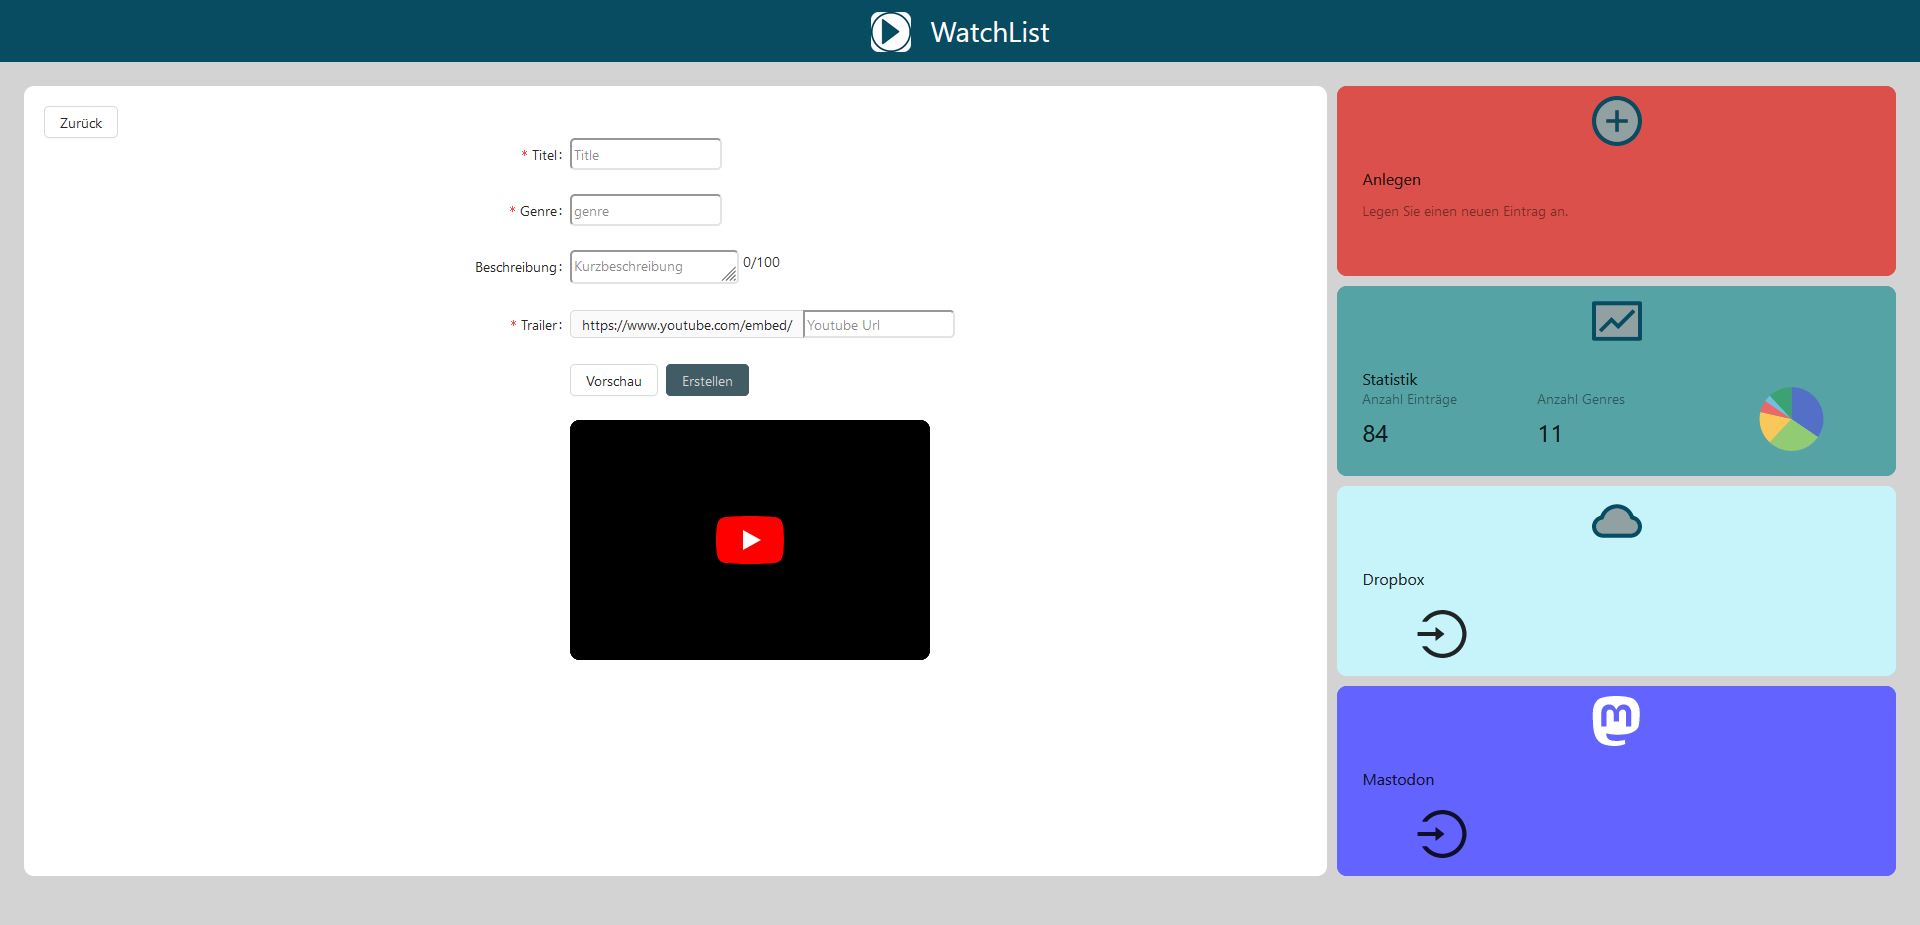 WatchList
Zurück
* Titel: Title
* Genre: genre
Beschreibung: Kurzbeschreibung 0/100
* Trailer: https://www.youtube.com/embed/ Youtube Url
Vorschau Erstellen
Anlegen
Legen Sie einen neuen Eintrag an.
Statistik
Anzahl Einträge Anzahl Genres
84 11
Dropbox
Mastodon